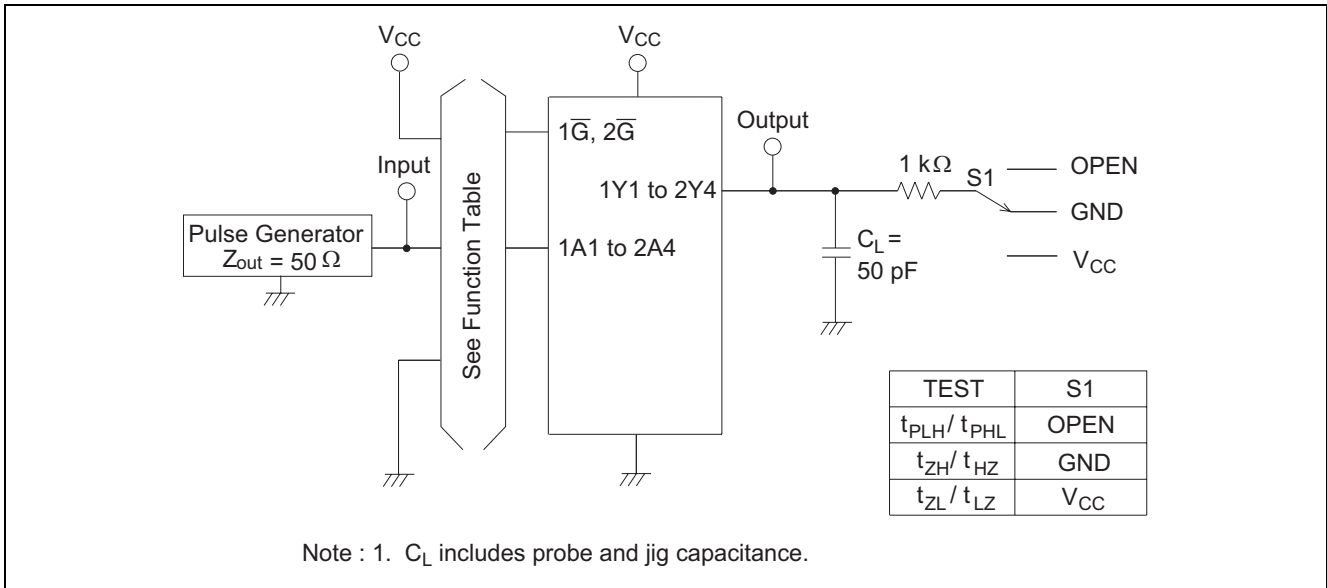 VCC
VCC
Input
Output
Pulse Generator
Zout = 50 Ω
See Function Table
1G̅, 2G̅
1Y1 to 2Y4
1A1 to 2A4
1 kΩ
S1
OPEN
GND
VCC
CL =
50 pF
TEST S1
tPLH/ tPHL OPEN
tZH/ tHZ GND
tZL/ tLZ VCC
Note : 1. CL includes probe and jig capacitance.